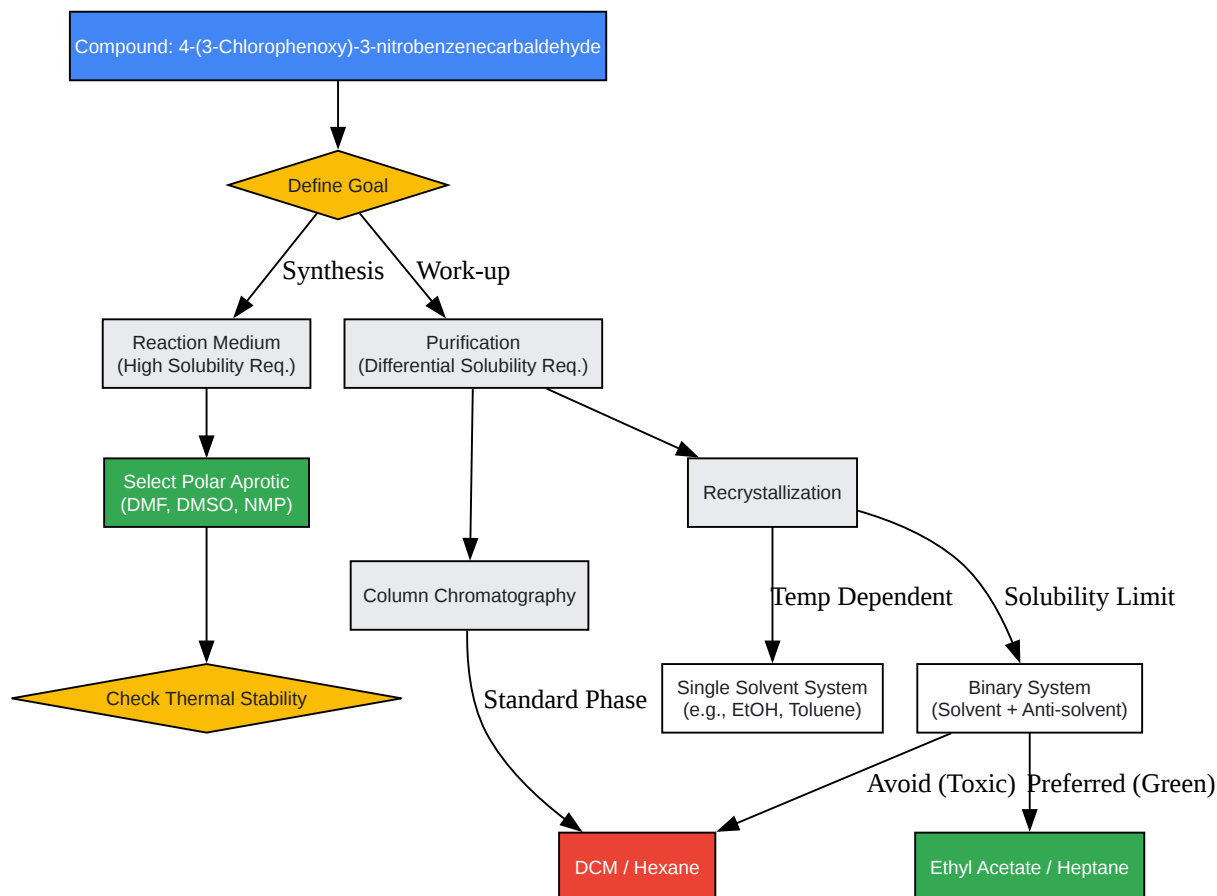 Compound: 4-(3-Chlorophenoxy)-3-nitrobenzenecarbaldehyde
Define Goal
Synthesis
Work-up
Reaction Medium
(High Solubility Req.)
Purification
(Differential Solubility Req.)
Select Polar Aprotic
(DMF, DMSO, NMP)
Recrystallization
Column Chromatography
Temp Dependent
Solubility Limit
Check Thermal Stability
Standard Phase
Single Solvent System
(e.g., EtOH, Toluene)
Binary System
(Solvent + Anti-solvent)
Avoid (Toxic)
Preferred (Green)
DCM / Hexane
Ethyl Acetate / Heptane